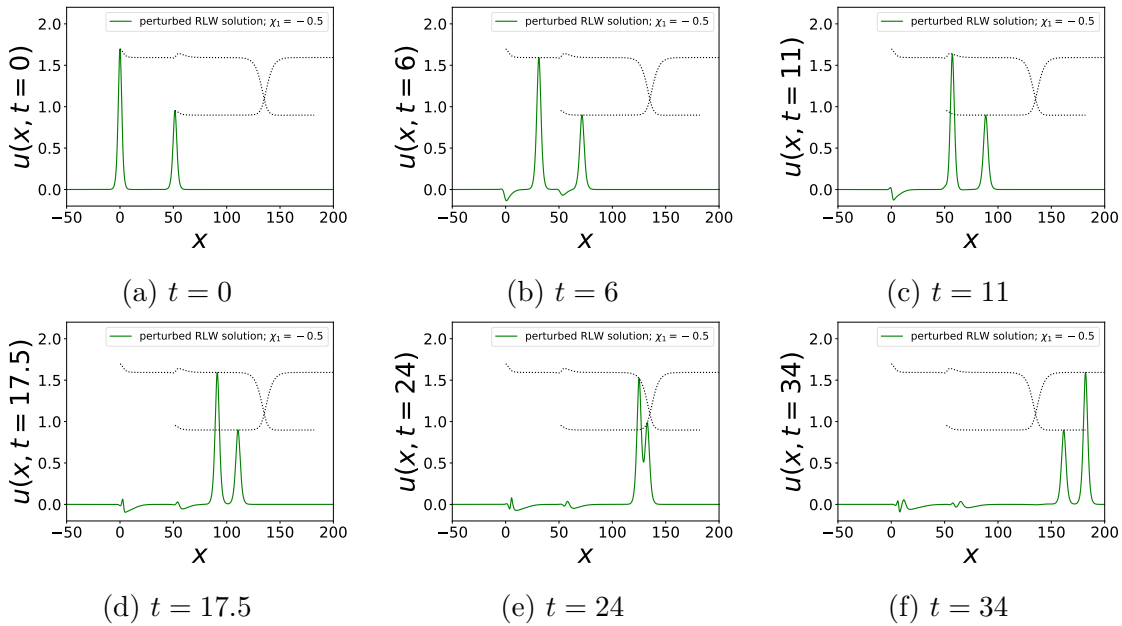 perturbed RLW solution; χ₁ = −0.5
u(x, t = 0)
2.0
1.5
1.0
0.5
0.0
−50 0 50 100 150 200
x
(a) t = 0
perturbed RLW solution; χ₁ = −0.5
u(x, t = 6)
2.0
1.5
1.0
0.5
0.0
−50 0 50 100 150 200
x
(b) t = 6
perturbed RLW solution; χ₁ = −0.5
u(x, t = 11)
2.0
1.5
1.0
0.5
0.0
−50 0 50 100 150 200
x
(c) t = 11
perturbed RLW solution; χ₁ = −0.5
u(x, t = 17.5)
2.0
1.5
1.0
0.5
0.0
−50 0 50 100 150 200
x
(d) t = 17.5
perturbed RLW solution; χ₁ = −0.5
u(x, t = 24)
2.0
1.5
1.0
0.5
0.0
−50 0 50 100 150 200
x
(e) t = 24
perturbed RLW solution; χ₁ = −0.5
u(x, t = 34)
2.0
1.5
1.0
0.5
0.0
−50 0 50 100 150 200
x
(f) t = 34